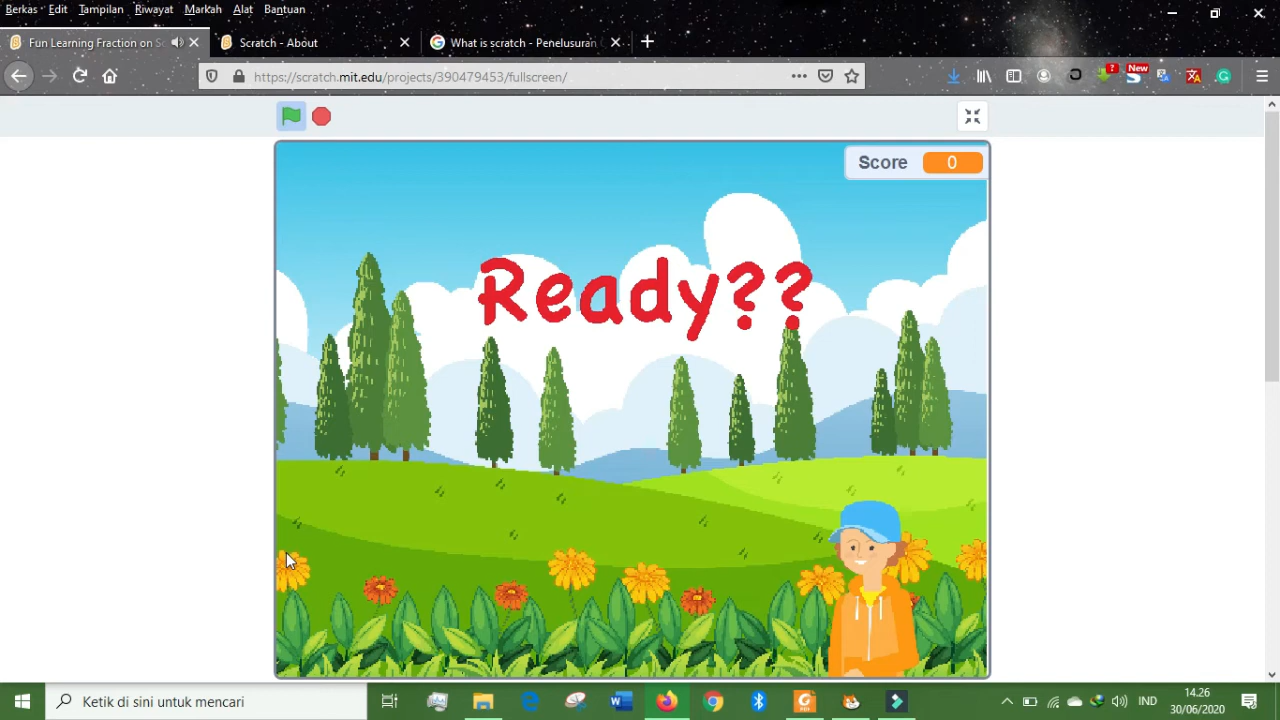 Berkas Edit Tampilan Riwayat Markah Alat Bantuan
Fun Learning Fraction on Sc
Scratch - About
What is scratch - Penelusuran
https://scratch.mit.edu/projects/090479453/fullscreen/
New
Score 0
Ready??
Ketik di sini untuk mencari
IND
14.26
30/06/2020